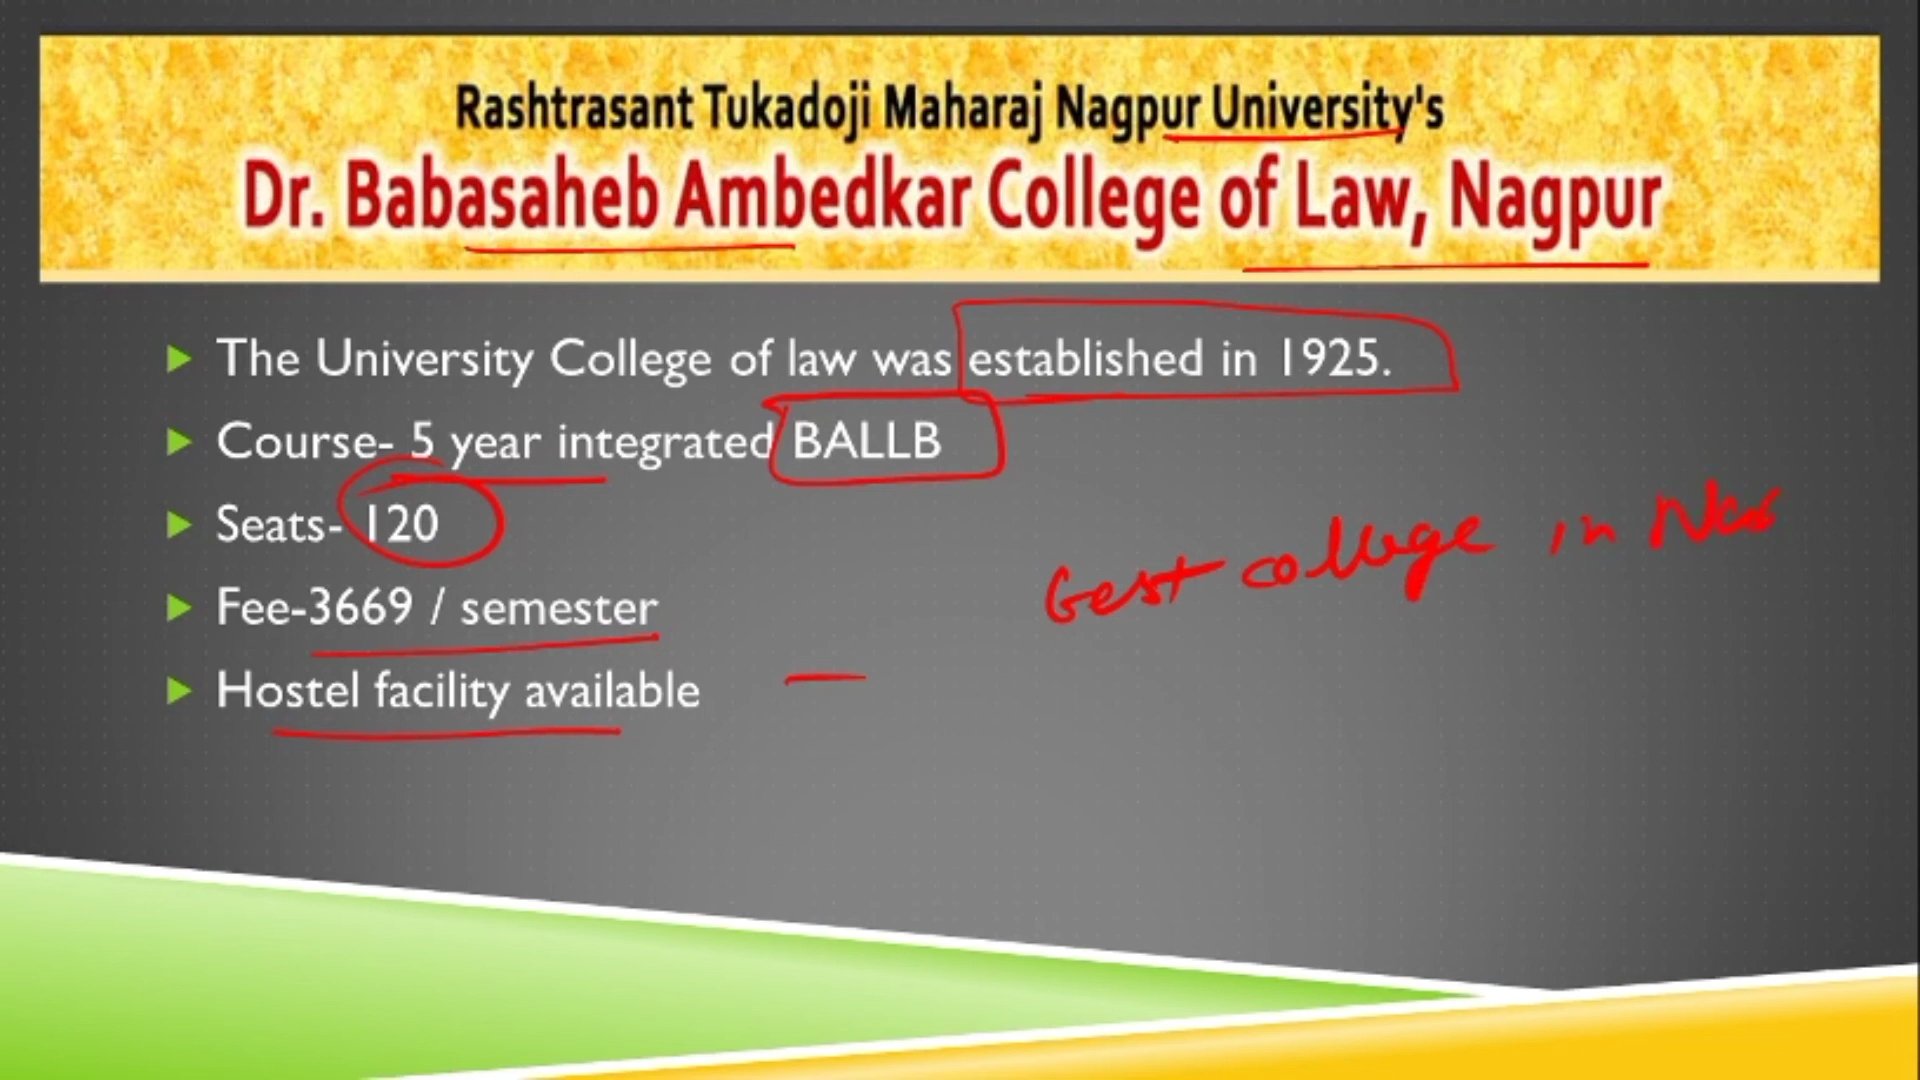 Rashtrasant Tukadoji Maharaj Nagpur University's
Dr. Babasaheb Ambedkar College of Law, Nagpur
The University College of law was established in 1925.
Course- 5 year integrated BALLB
Seats- 120
Best college in
Fee-3669 / semester
Hostel facility available